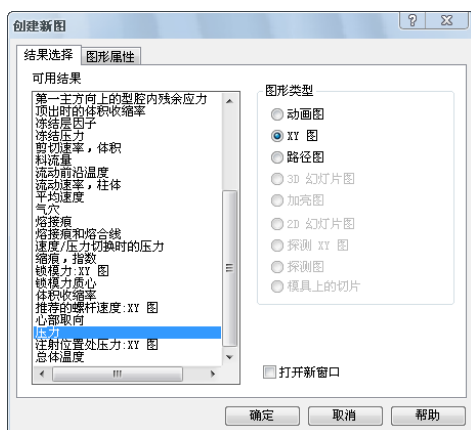 创建新图
结果选择 图形属性
可用结果
第一主方向上的型腔内残余应力
顶出时的体积收缩率
冻结层因子
冻结压力
剪切速率，体积
料流量
流动前沿温度
流动速率，柱体
平均速度
气穴
熔接痕
熔接痕和熔合线
速度/压力切换时的压力
缩痕，指数
锁模力:XY 图
锁模力质心
体积收缩率
推荐的螺杆速度:XY 图
心部取向
压力
注射位置处压力:XY 图
总体温度
图形类型
动画图
XY 图
路径图
3D 幻灯片图
加亮图
2D 幻灯片图
探测 XY 图
探测图
模具上的切片
打开新窗口
确定 取消 帮助